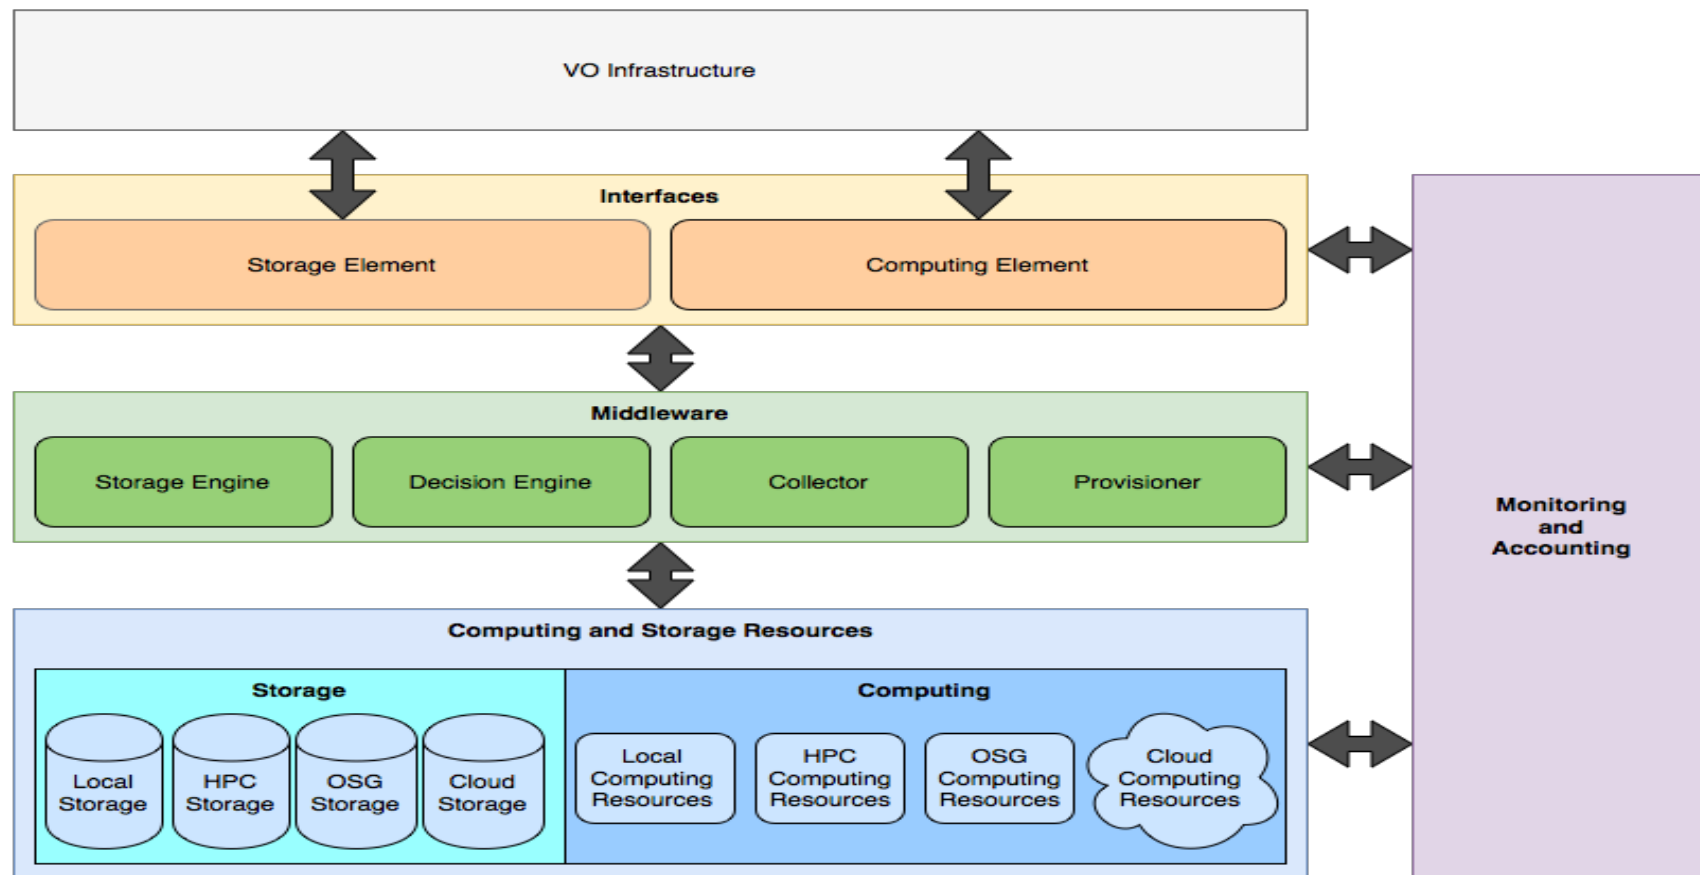 VO Infrastructure
Interfaces
Storage Element
Computing Element
Middleware
Storage Engine
Decision Engine
Collector
Provisioner
Monitoring
and
Accounting
Computing and Storage Resources
Storage
Local
Storage
HPC
Storage
OSG
Storage
Cloud
Storage
Computing
Local
Computing
Resources
HPC
Computing
Resources
OSG
Computing
Resources
Cloud
Computing
Resources